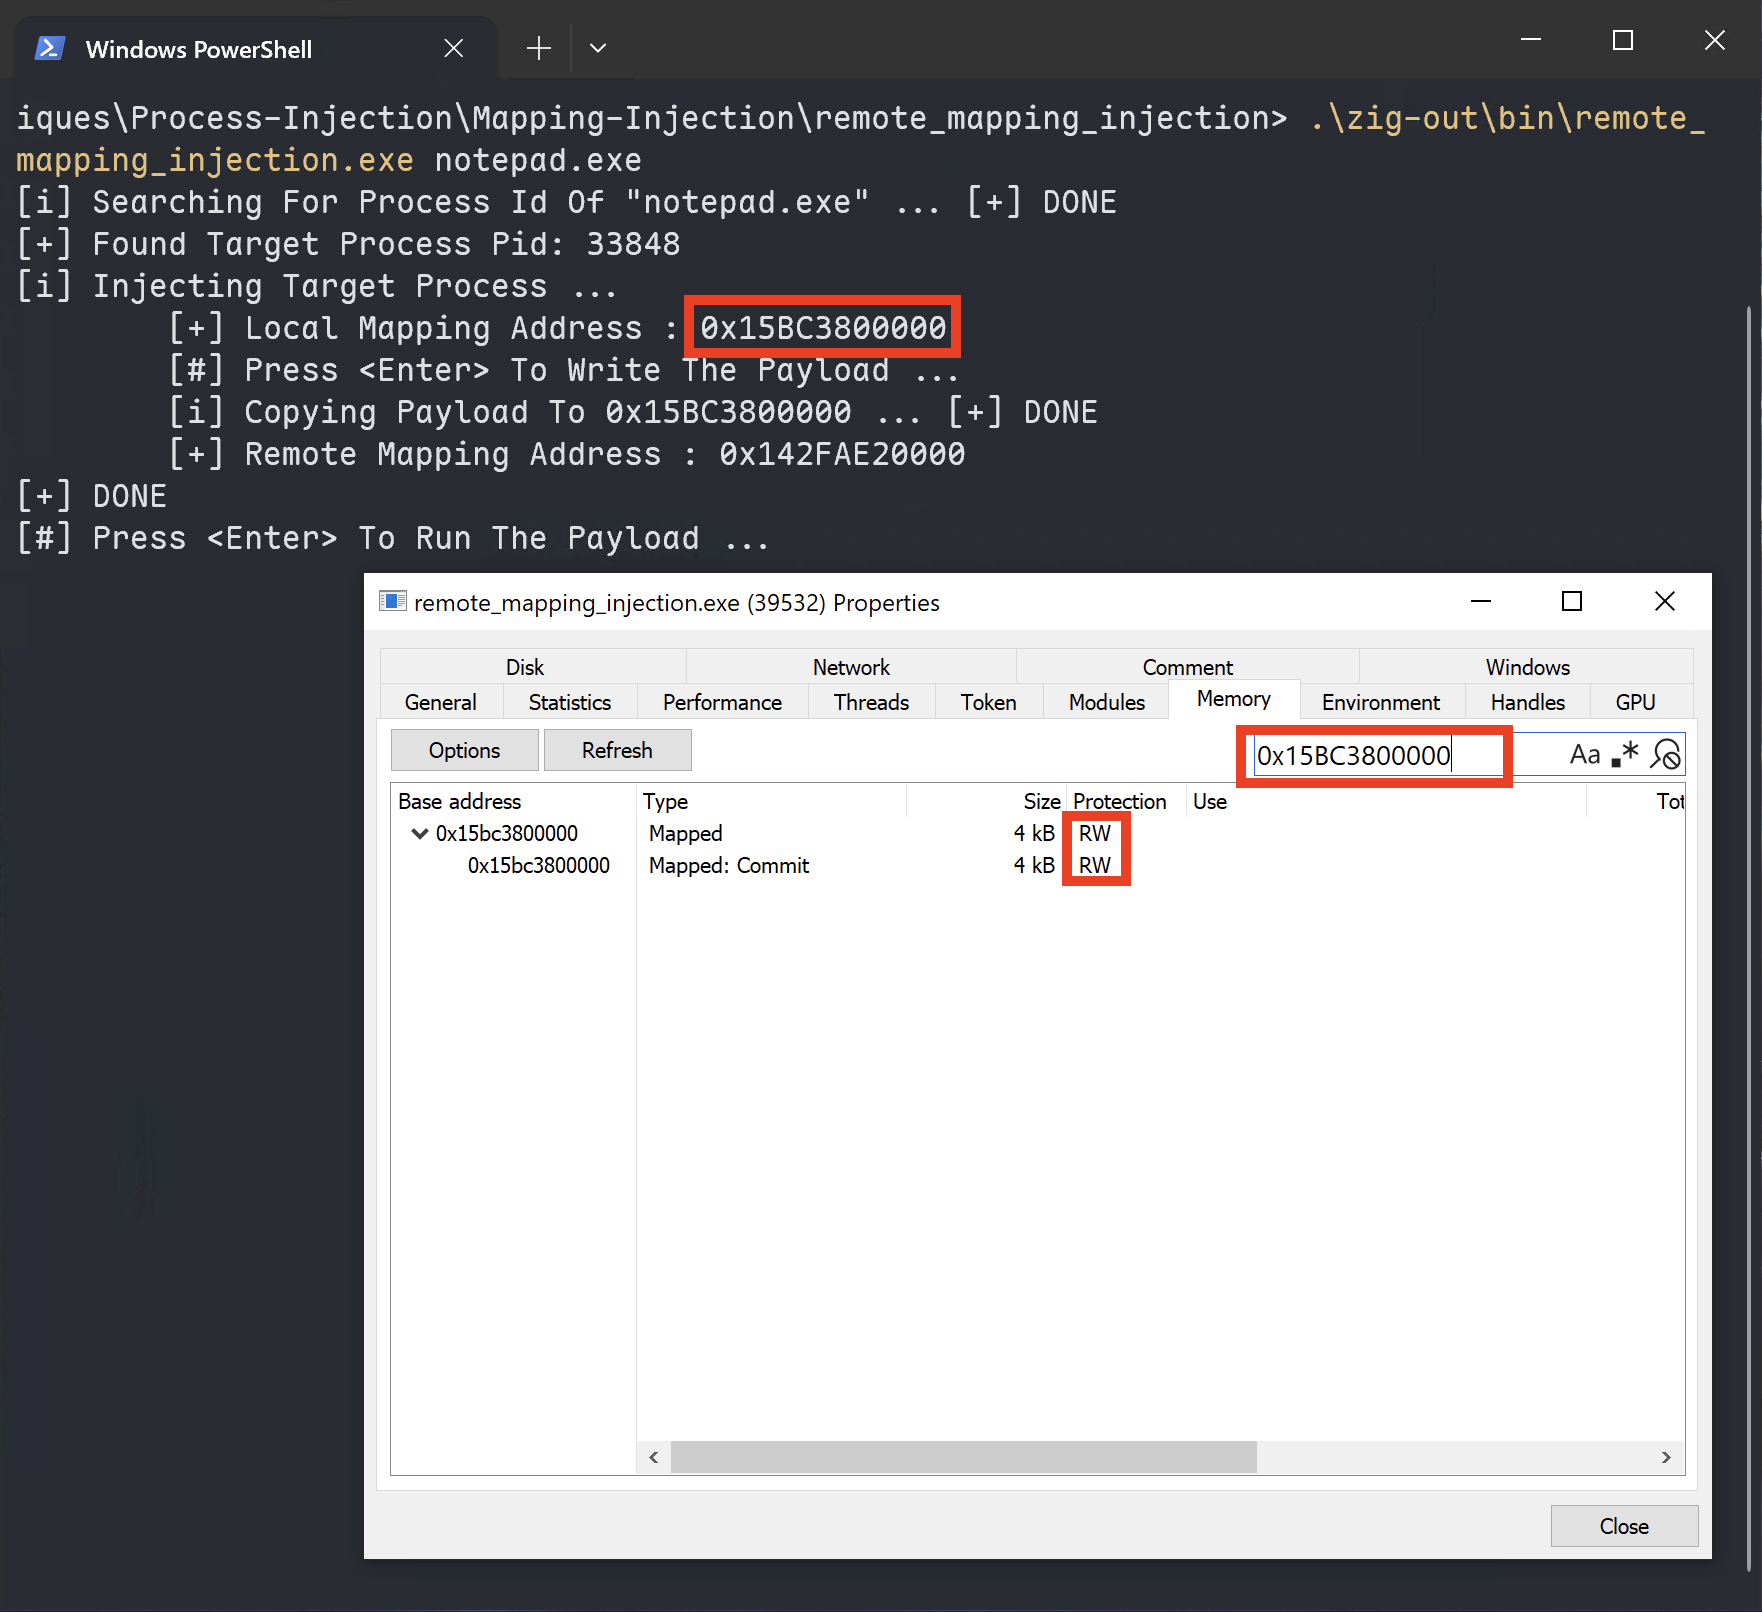 Windows PowerShell
iques\Process-Injection\Mapping-Injection\remote_mapping_injection> .\zig-out\bin\remote_
mapping_injection.exe notepad.exe
[i] Searching For Process Id Of "notepad.exe" ... [+] DONE
[+] Found Target Process Pid: 33848
[i] Injecting Target Process ...
[+] Local Mapping Address : 0x15BC3800000
[#] Press <Enter> To Write The Payload ...
[i] Copying Payload To 0x15BC3800000 ... [+] DONE
[+] Remote Mapping Address : 0x142FAE20000
[+] DONE
[#] Press <Enter> To Run The Payload ...
remote_mapping_injection.exe (39532) Properties
Disk Network Comment Windows
General Statistics Performance Threads Token Modules Memory Environment Handles GPU
Options Refresh 0x15BC3800000 Aa .*
Base address Type Size Protection Use Tot
0x15bc3800000 Mapped 4 kB RW
0x15bc3800000 Mapped: Commit 4 kB RW
Close